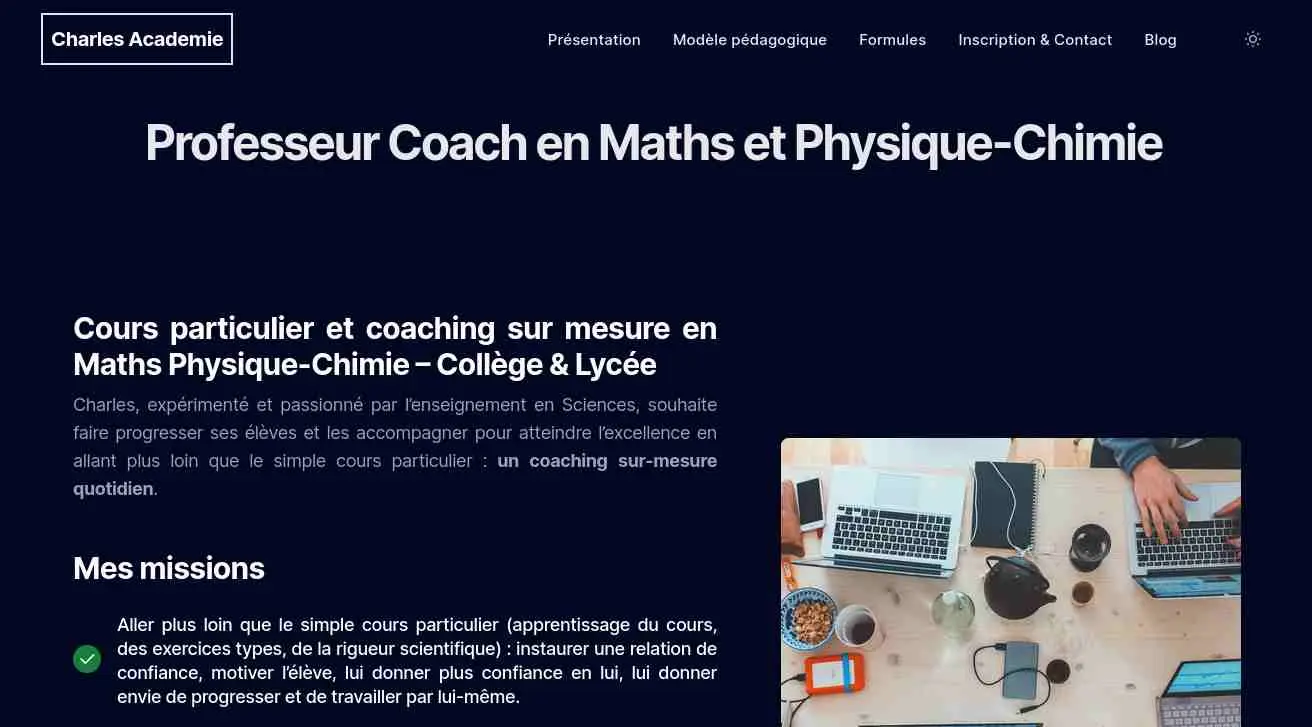 Charles Academie
Présentation
Modèle pédagogique
Formules
Inscription & Contact
Blog
Professeur Coach en Maths et Physique-Chimie
Cours particulier et coaching sur mesure en
Maths Physique-Chimie – Collège & Lycée
Charles, expérimenté et passionné par l’enseignement en Sciences, souhaite
faire progresser ses élèves et les accompagner pour atteindre l’excellence en
allant plus loin que le simple cours particulier : un coaching sur-mesure
quotidien.
Mes missions
Aller plus loin que le simple cours particulier (apprentissage du cours,
des exercices types, de la rigueur scientifique) : instaurer une relation de
confiance, motiver l’élève, lui donner plus confiance en lui, lui donner
envie de progresser et de travailler par lui-même.